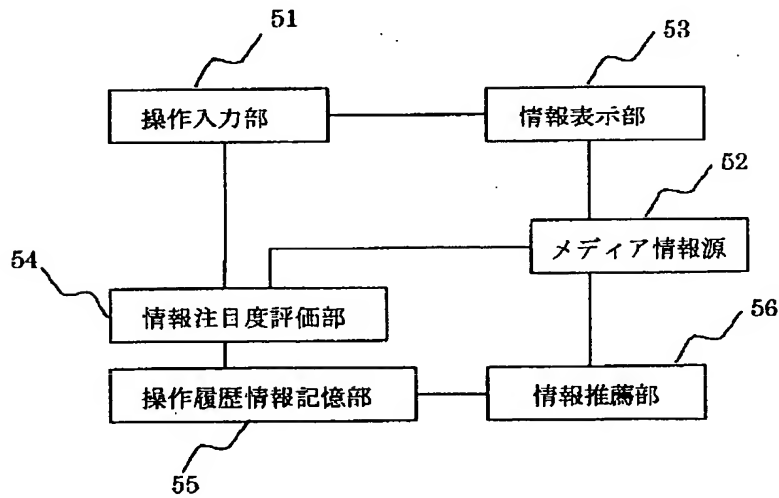 51
53
操作入力部
情報表示部
52
メディア情報源
54
情報注目度評価部
56
操作履歴情報記憶部
情報推薦部
55